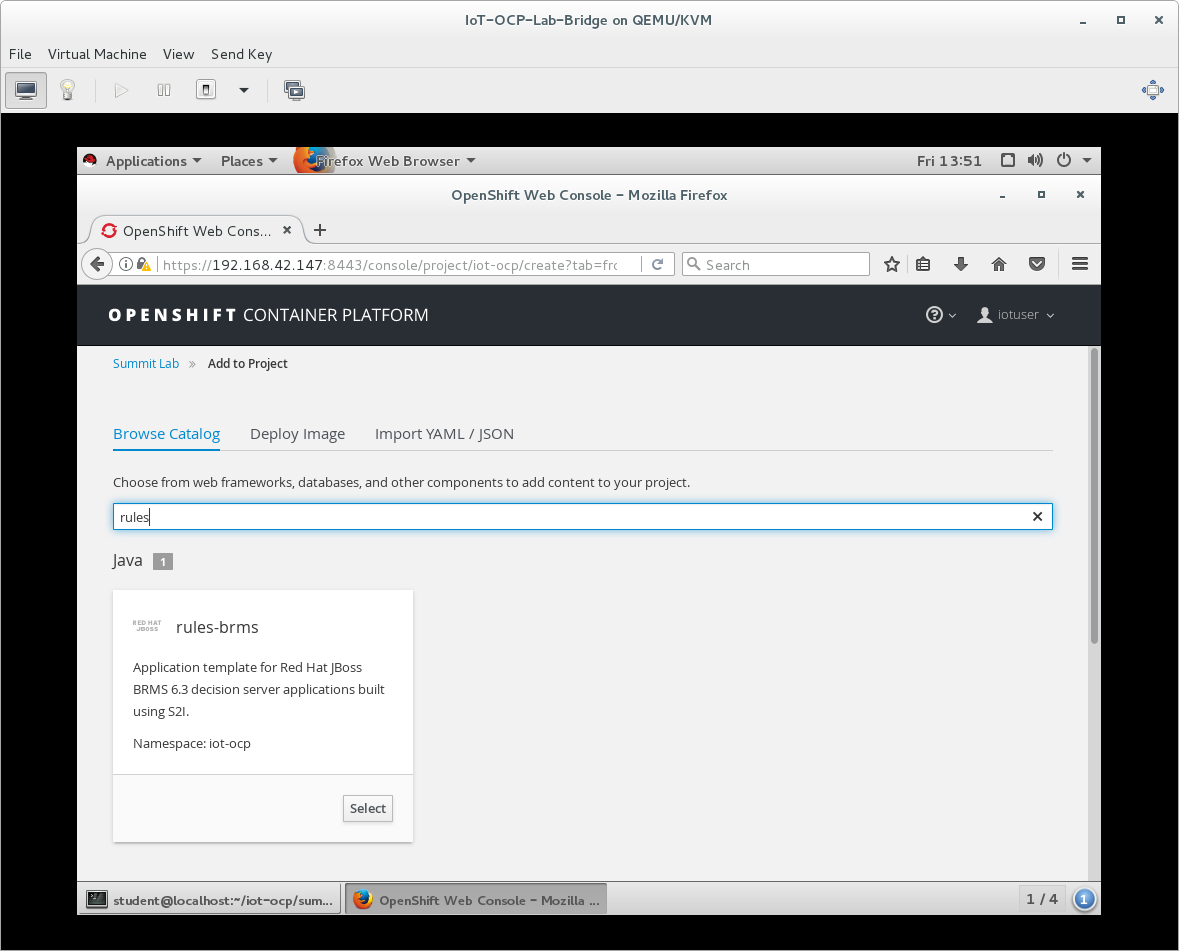 IoT-OCP-Lab-Bridge on QEMU/KVM
File Virtual Machine View Send Key
Applications Places Firefox Web Browser Fri 13:51
OpenShift Web Console - Mozilla Firefox
OpenShift Web Cons...
https://192.168.42.147:8443/console/project/iot-ocp/create?tab=fro Search
OPENSHIFT CONTAINER PLATFORM iotuser
Summit Lab » Add to Project
Browse Catalog Deploy Image Import YAML / JSON
Choose from web frameworks, databases, and other components to add content to your project.
rules
Java 1
RED HAT
JBOSS
rules-brms
Application template for Red Hat JBoss
BRMS 6.3 decision server applications built
using S2I.
Namespace: iot-ocp
Select
student@localhost:~/iot-ocp/sum... OpenShift Web Console - Mozilla ... 1 / 4 1